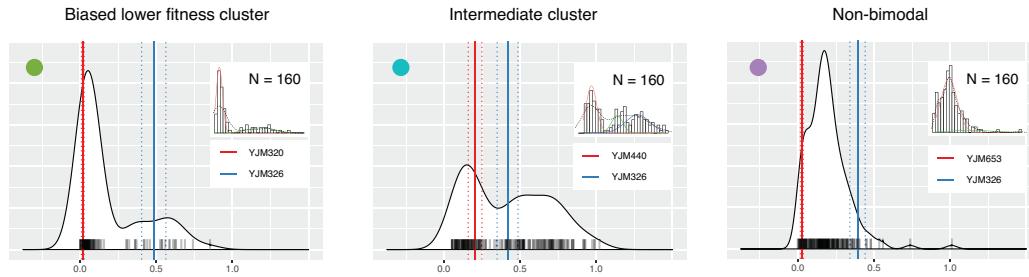 Biased lower fitness cluster
N = 160
YJM320
YJM326
0.0 0.5 1.0
Intermediate cluster
N = 160
YJM440
YJM326
0.0 0.5 1.0
Non-bimodal
N = 160
YJM653
YJM326
0.0 0.5 1.0